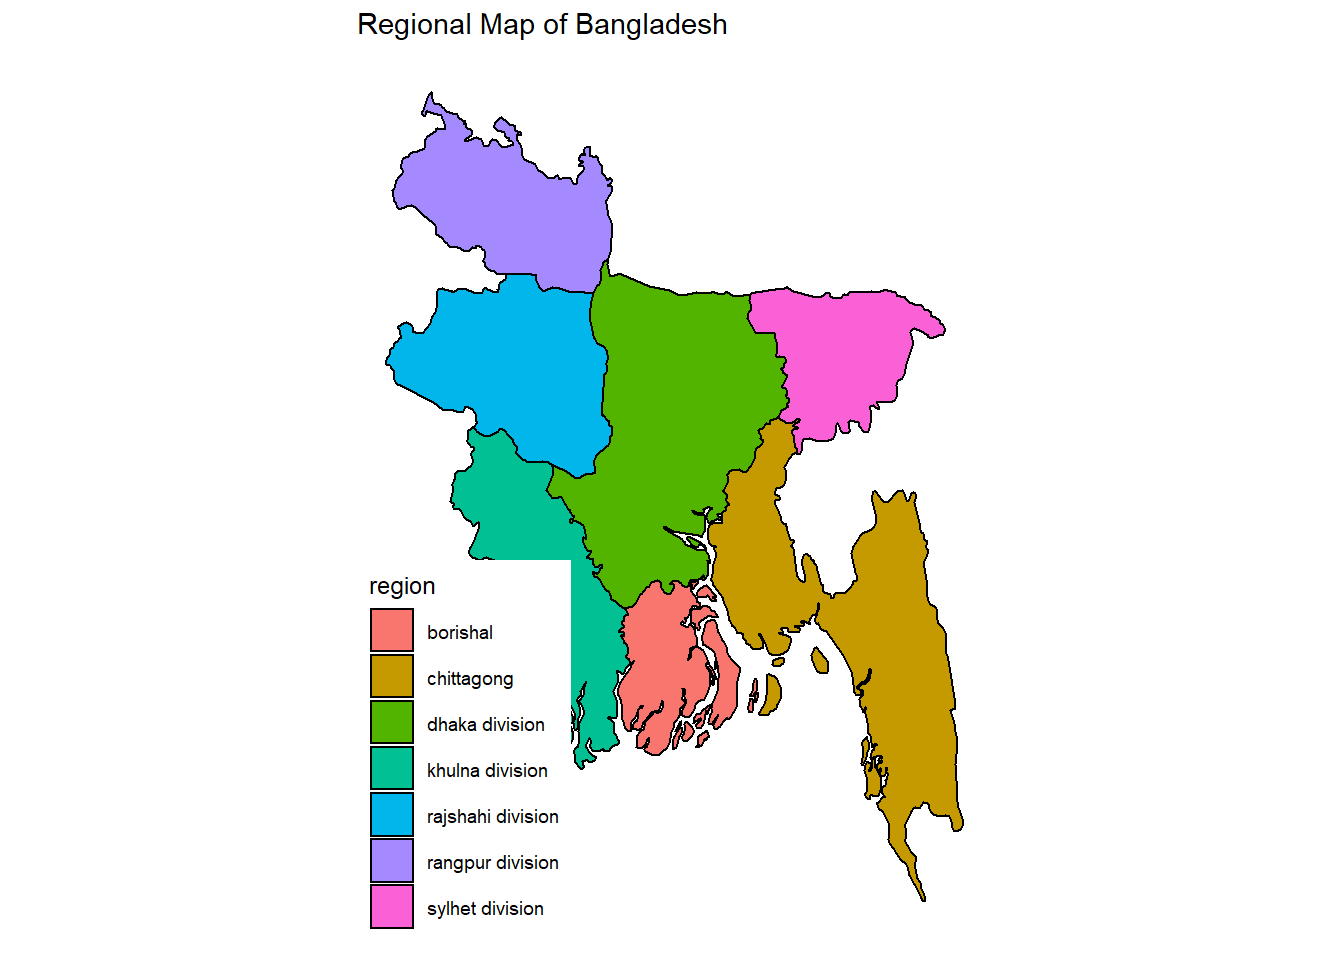 Regional Map of Bangladesh
region
borishal
chittagong
dhaka division
khulna division
rajshahi division
rangpur division
sylhet division